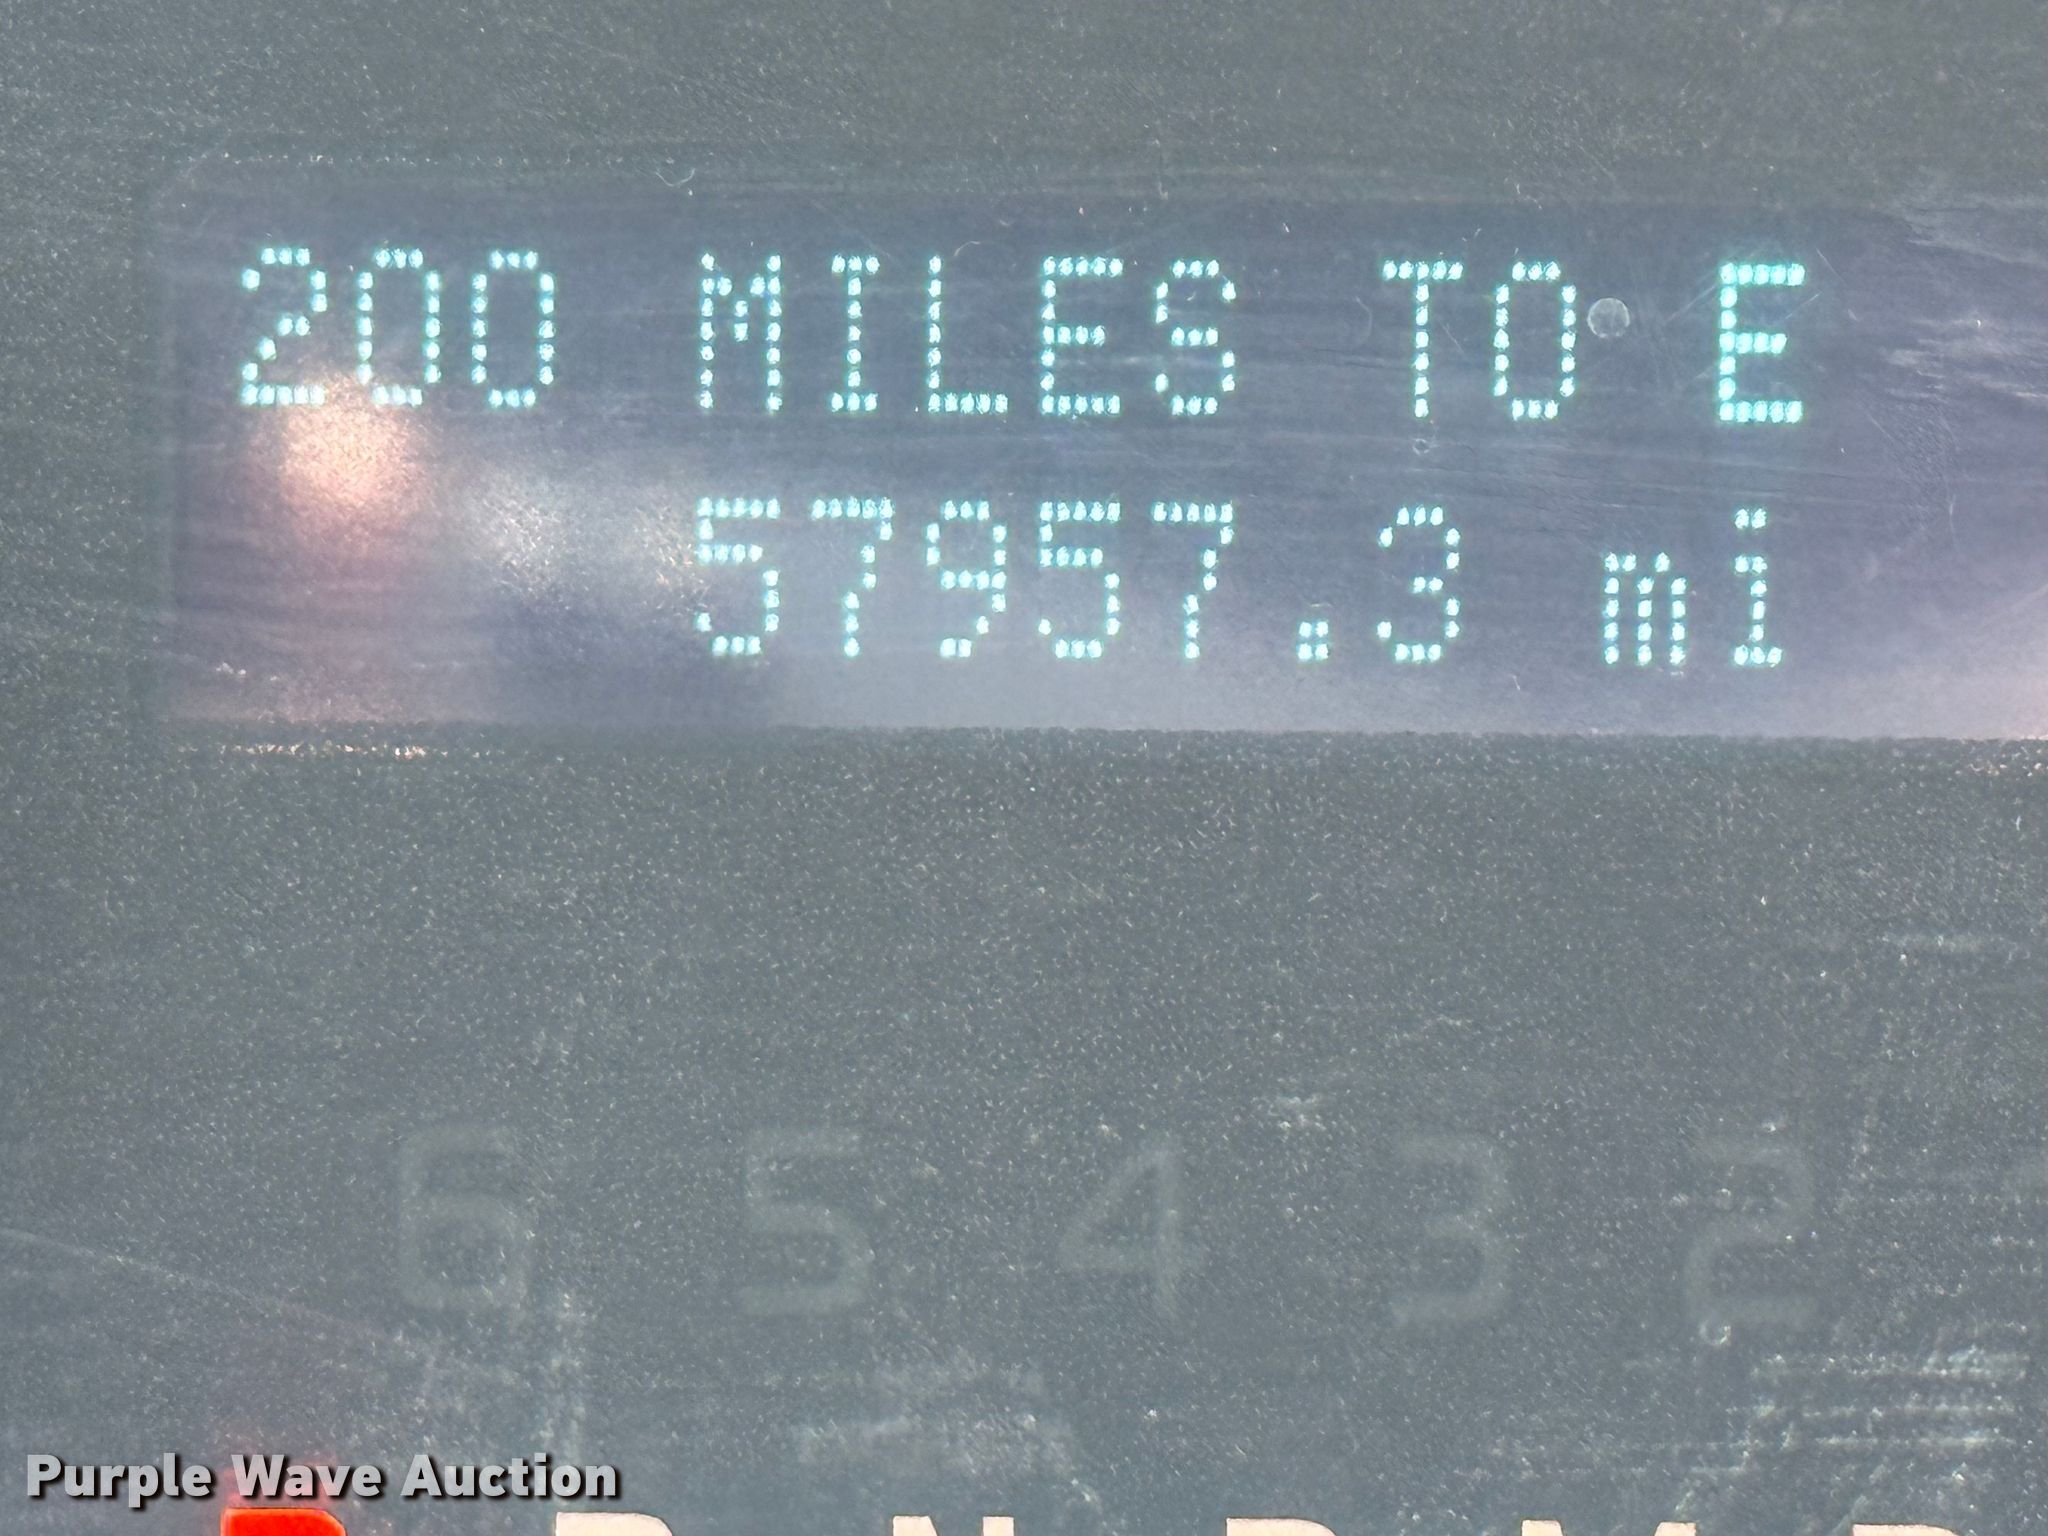 200 MILES TO E
57957.3 mi
6 5 4 3 2
Purple Wave Auction